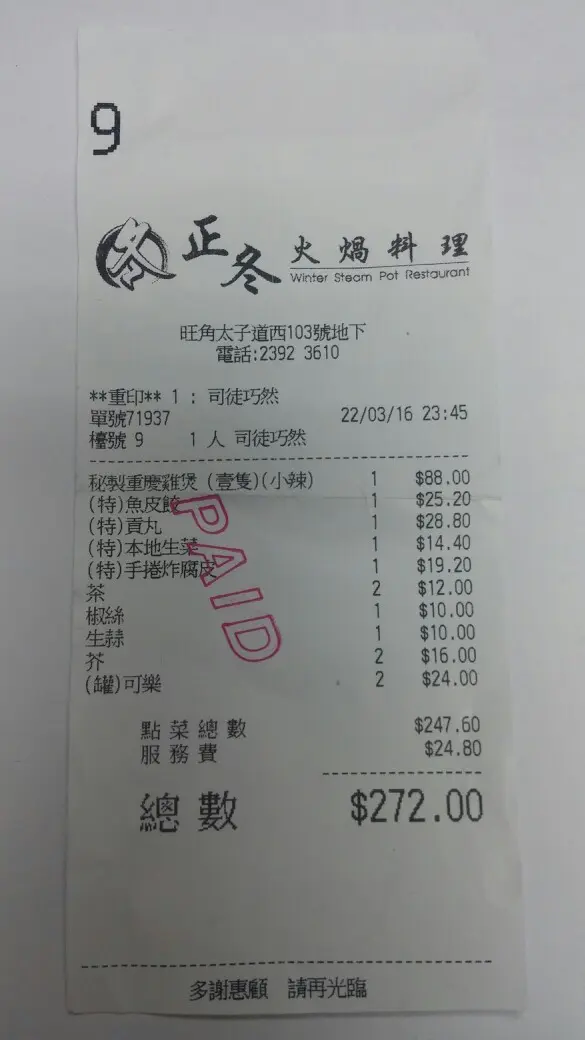 9
冬 正冬 火焗料理
Winter Steam Pot Restaurant
旺角太子道西103號地下
電話:2392 3610
**重印** 1 : 司徒巧然
單號71937 22/03/16 23:45
檯號 9 1 人 司徒巧然
秘製重慶雞煲 (壹隻)(小辣) 1 $88.00
(特)魚皮餃 1 $25.20
(特)貢丸 1 $28.80
(特)本地生菜 1 $14.40
(特)手捲炸腐皮 1 $19.20
茶 2 $12.00
椒絲 1 $10.00
生蒜 1 $10.00
芥 2 $16.00
(罐)可樂 2 $24.00
PAID
點菜總數 $247.60
服務費 $24.80
總數 $272.00
多謝惠顧 請再光臨